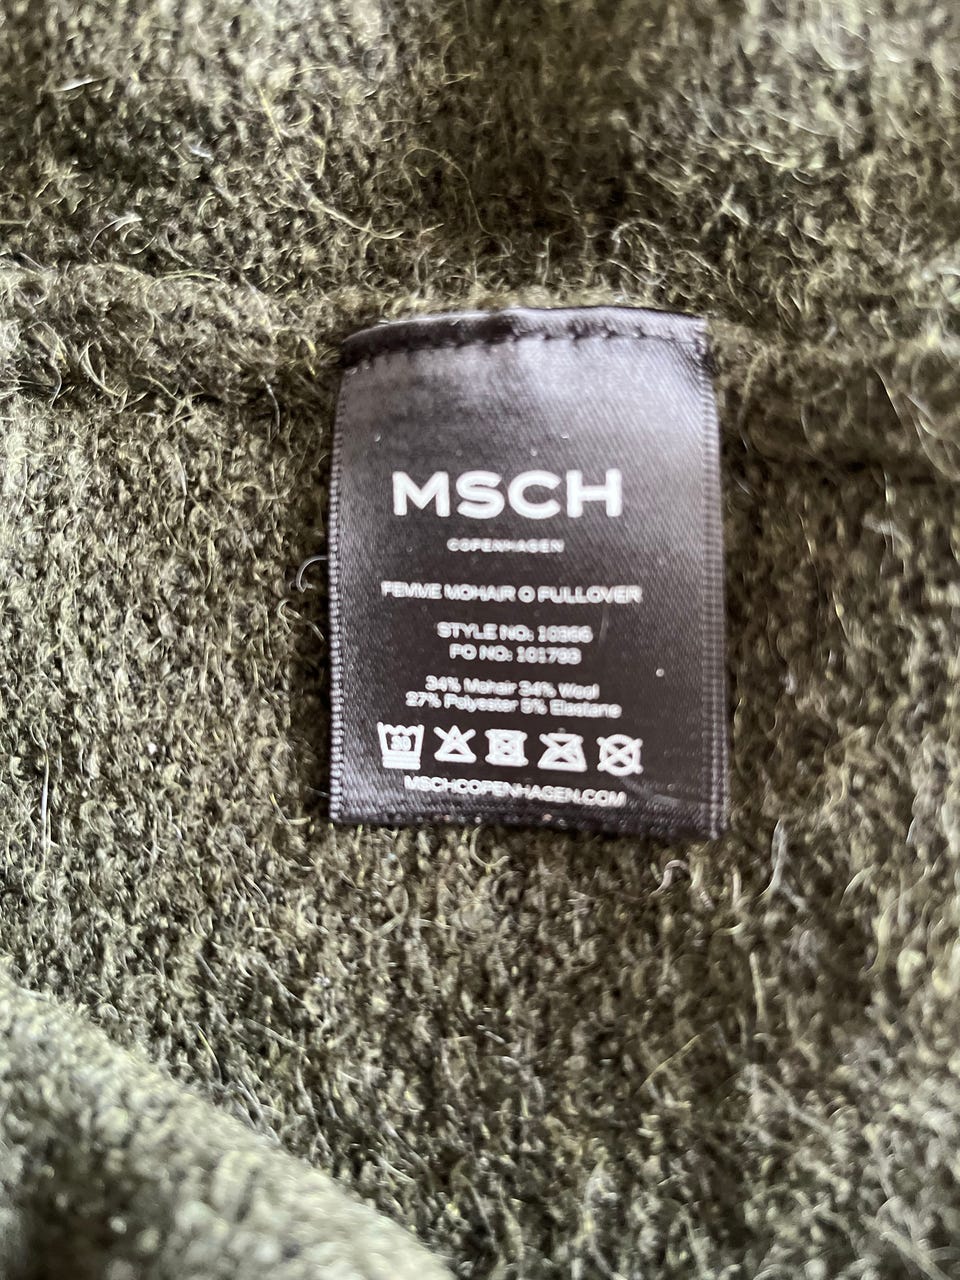 MSCH
COPENHAGEN
FEMME MOHAIR O PULLOVER
STYLE NO: 10366
PO NO: 101793
34% Mohair 34% Wool
27% Polyester 5% Elastane
30
MSCHCOPENHAGEN.COM